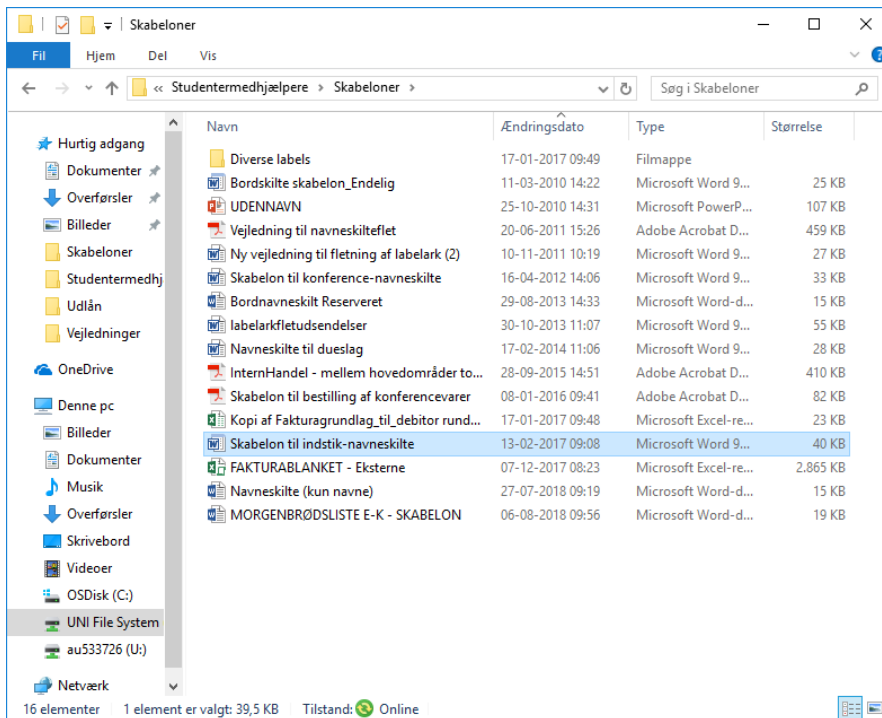 Skabeloner
Fil Hjem Del Vis
« Studentermedhjælpere > Skabeloner > Søg i Skabeloner
Hurtig adgang
Dokumenter
Overførsler
Billeder
Skabeloner
Studentermedhj
Udlån
Vejledninger
OneDrive
Denne pc
Billeder
Dokumenter
Musik
Overførsler
Skrivebord
Videoer
OSDisk (C:)
UNI File System
au533726 (U:)
Netværk
Navn Ændringsdato Type Størrelse
Diverse labels 17-01-2017 09:49 Filmappe
Bordskilte skabelon_Endelig 11-03-2010 14:22 Microsoft Word 9... 25 KB
UDENNAVN 25-10-2010 14:31 Microsoft PowerP... 107 KB
Vejledning til navneskilteflet 20-06-2011 15:26 Adobe Acrobat D... 459 KB
Ny vejledning til fletning af labelark (2) 10-11-2011 10:19 Microsoft Word 9... 27 KB
Skabelon til konference-navneskilte 16-04-2012 14:06 Microsoft Word 9... 33 KB
Bordnavneskilt Reserveret 29-08-2013 14:33 Microsoft Word-d... 15 KB
labelarkfletudsendelser 30-10-2013 11:07 Microsoft Word 9... 55 KB
Navneskilte til dueslag 17-02-2014 11:06 Microsoft Word 9... 28 KB
InternHandel - mellem hovedområder to... 28-09-2015 14:51 Adobe Acrobat D... 410 KB
Skabelon til bestilling af konferencevarer 08-01-2016 09:41 Adobe Acrobat D... 82 KB
Kopi af Fakturagrundlag_til_debitor rund... 17-01-2017 09:48 Microsoft Excel-re... 23 KB
Skabelon til indstik-navneskilte 13-02-2017 09:08 Microsoft Word 9... 40 KB
FAKTURABLANKET - Eksterne 07-12-2017 08:23 Microsoft Excel-re... 2.865 KB
Navneskilte (kun navne) 27-07-2018 09:19 Microsoft Word-d... 15 KB
MORGENBRØDSLISTE E-K - SKABELON 06-08-2018 09:56 Microsoft Word-d... 19 KB
16 elementer 1 element er valgt: 39,5 KB Tilstand: Online